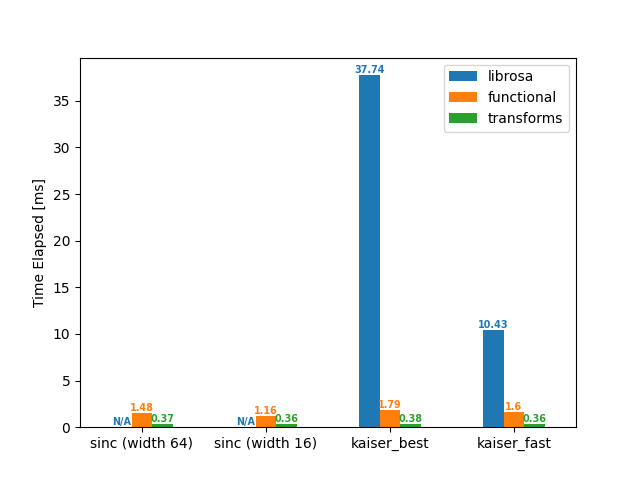 37.74
librosa
functional
transforms
35
30
25
20
15
10
5
0
Time Elapsed [ms]
10.43
N/A 1.48 0.37
N/A 1.16 0.36
1.79 0.38
1.6 0.36
sinc (width 64) sinc (width 16) kaiser_best kaiser_fast